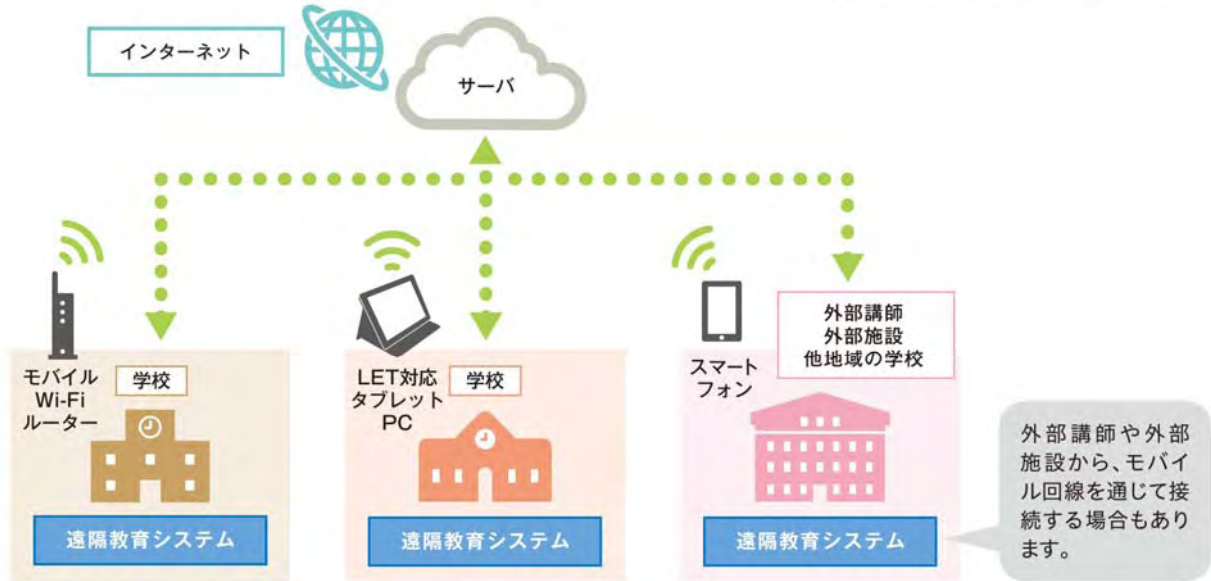 インターネット
サーバ
モバイル
Wi-Fi
ルーター
学校
LET対応
タブレット
PC
学校
スマート
フォン
外部講師
外部施設
他地域の学校
遠隔教育システム
遠隔教育システム
遠隔教育システム
外部講師や外部
施設から、モバイ
ル回線を通じて接
続する場合もあり
ます。